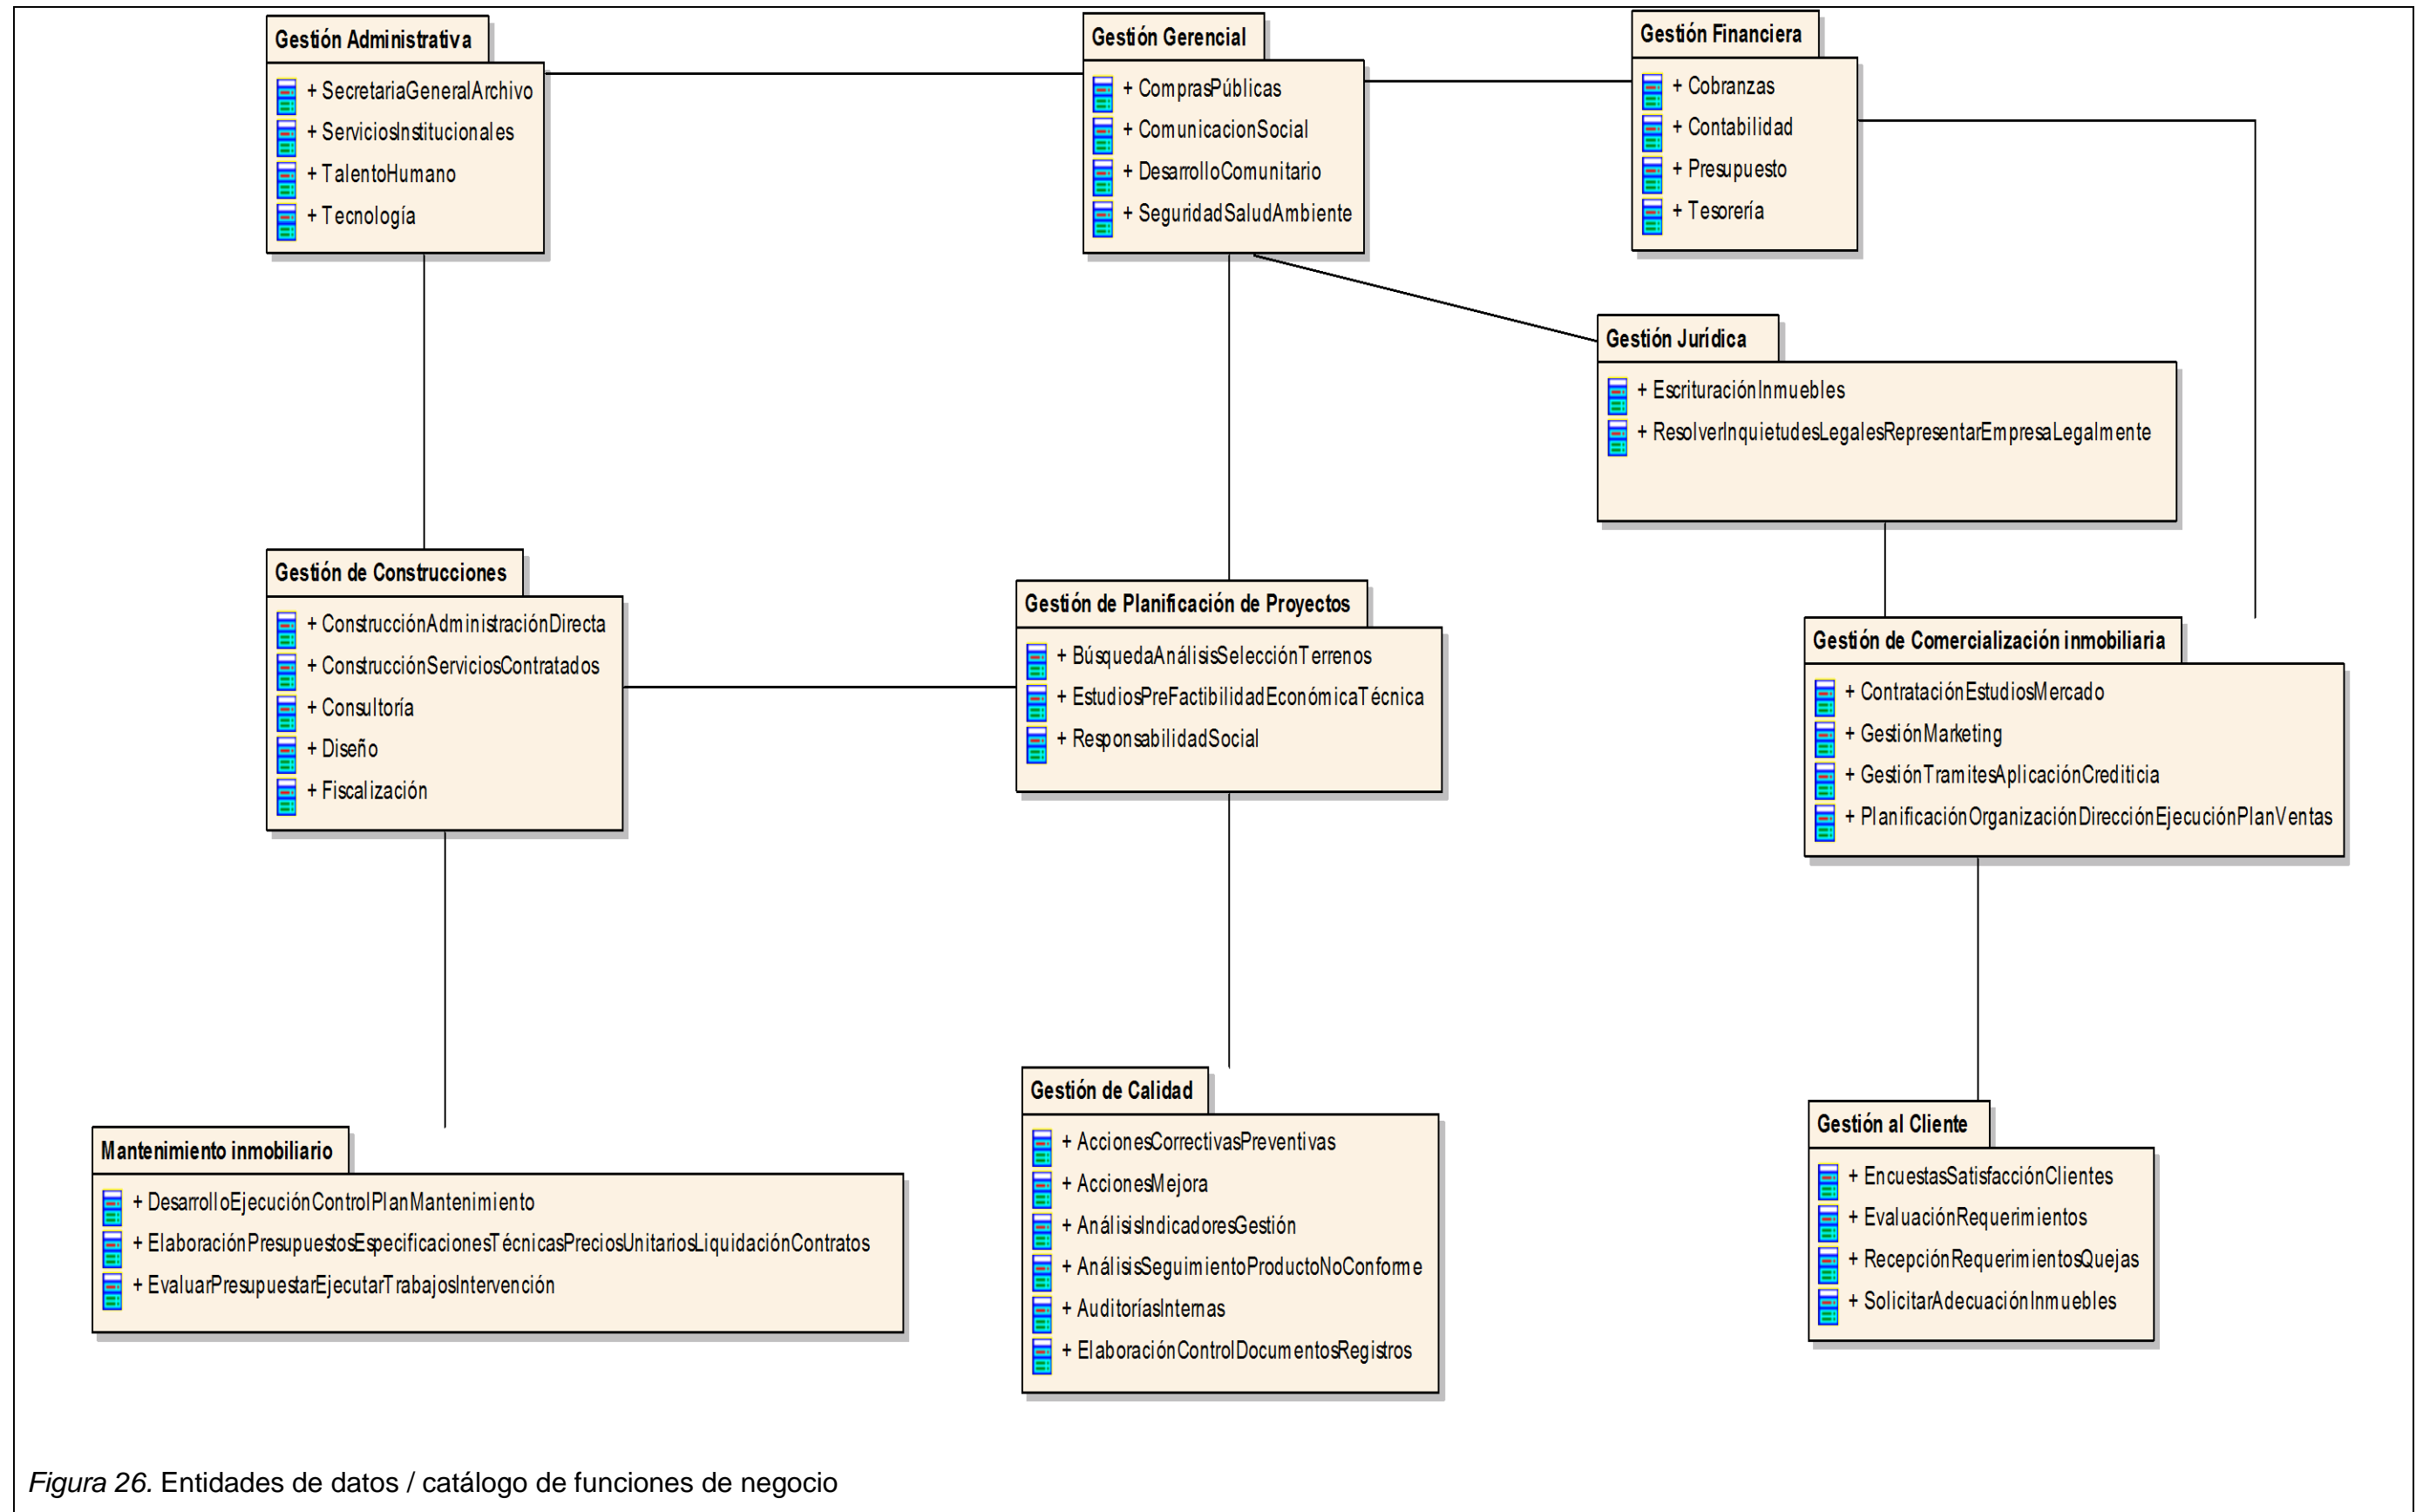 Gestión Administrativa
+ SecretariaGeneralArchivo
+ ServiciosInstitucionales
+ TalentoHumano
+ Tecnología
Gestión Gerencial
+ ComprasPúblicas
+ ComunicacionSocial
+ DesarrolloComunitario
+ SeguridadSaludAmbiente
Gestión Financiera
+ Cobranzas
+ Contabilidad
+ Presupuesto
+ Tesorería
Gestión Jurídica
+ EscrituraciónInmuebles
+ ResolverInquietudesLegalesRepresentarEmpresaLegalmente
Gestión de Construcciones
+ ConstrucciónAdministraciónDirecta
+ ConstrucciónServiciosContratados
+ Consultoría
+ Diseño
+ Fiscalización
Gestión de Planificación de Proyectos
+ BúsquedaAnálisisSelecciónTerrenos
+ EstudiosPreFactibilidadEconómicaTécnica
+ ResponsabilidadSocial
Gestión de Comercialización inmobiliaria
+ ContrataciónEstudiosMercado
+ GestiónMarketing
+ GestiónTramitesAplicaciónCrediticia
+ PlanificaciónOrganizaciónDirecciónEjecuciónPlanVentas
Mantenimiento inmobiliario
+ DesarrolloEjecuciónControlPlanMantenimiento
+ ElaboraciónPresupuestosEspecificacionesTécnicasPreciosUnitariosLiquidaciónContratos
+ EvaluarPresupuestarEjecutarTrabajosIntervención
Gestión de Calidad
+ AccionesCorrectivasPreventivas
+ AccionesMejora
+ AnálisisIndicadoresGestión
+ AnálisisSeguimientoProductoNoConforme
+ AuditoríasInternas
+ ElaboraciónControlDocumentosRegistros
Gestión al Cliente
+ EncuestasSatisfacciónClientes
+ EvaluaciónRequerimientos
+ RecepciónRequerimientosQuejas
+ SolicitarAdecuaciónInmuebles
Figura 26. Entidades de datos / catálogo de funciones de negocio